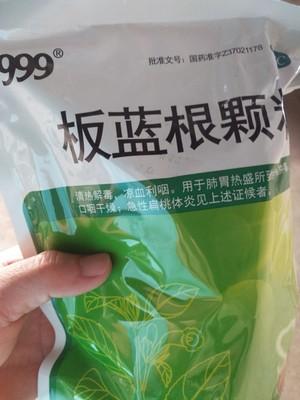 999®
批准文号：国药准字Z37021178
板蓝根颗
清热解毒，凉血利咽。用于肺胃热盛所
口咽干燥；急性扁桃体炎见上述证候者。